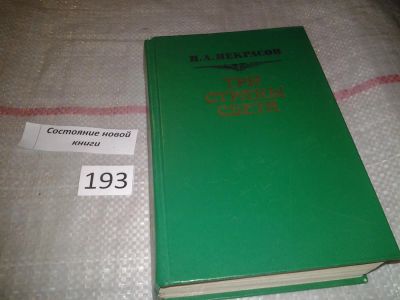 Н.А.НЕКРАСОВ
ТРИ
СТРАНЫ
СВЕТА
Состояние новой
книги
193